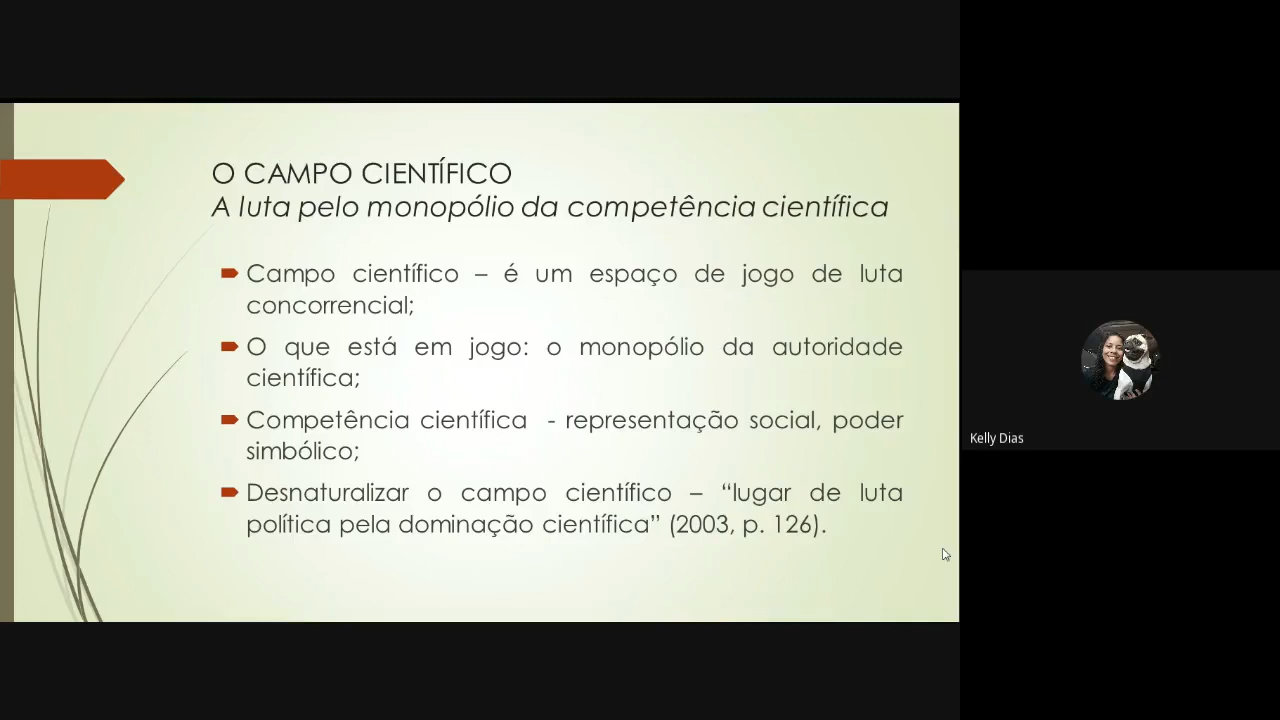 O CAMPO CIENTÍFICO
A luta pelo monopólio da competência científica
Campo científico – é um espaço de jogo de luta
concorrencial;
O que está em jogo: o monopólio da autoridade
científica;
Competência científica - representação social, poder
simbólico;
Desnaturalizar o campo científico – “lugar de luta
política pela dominação científica” (2003, p. 126).
Kelly Dias